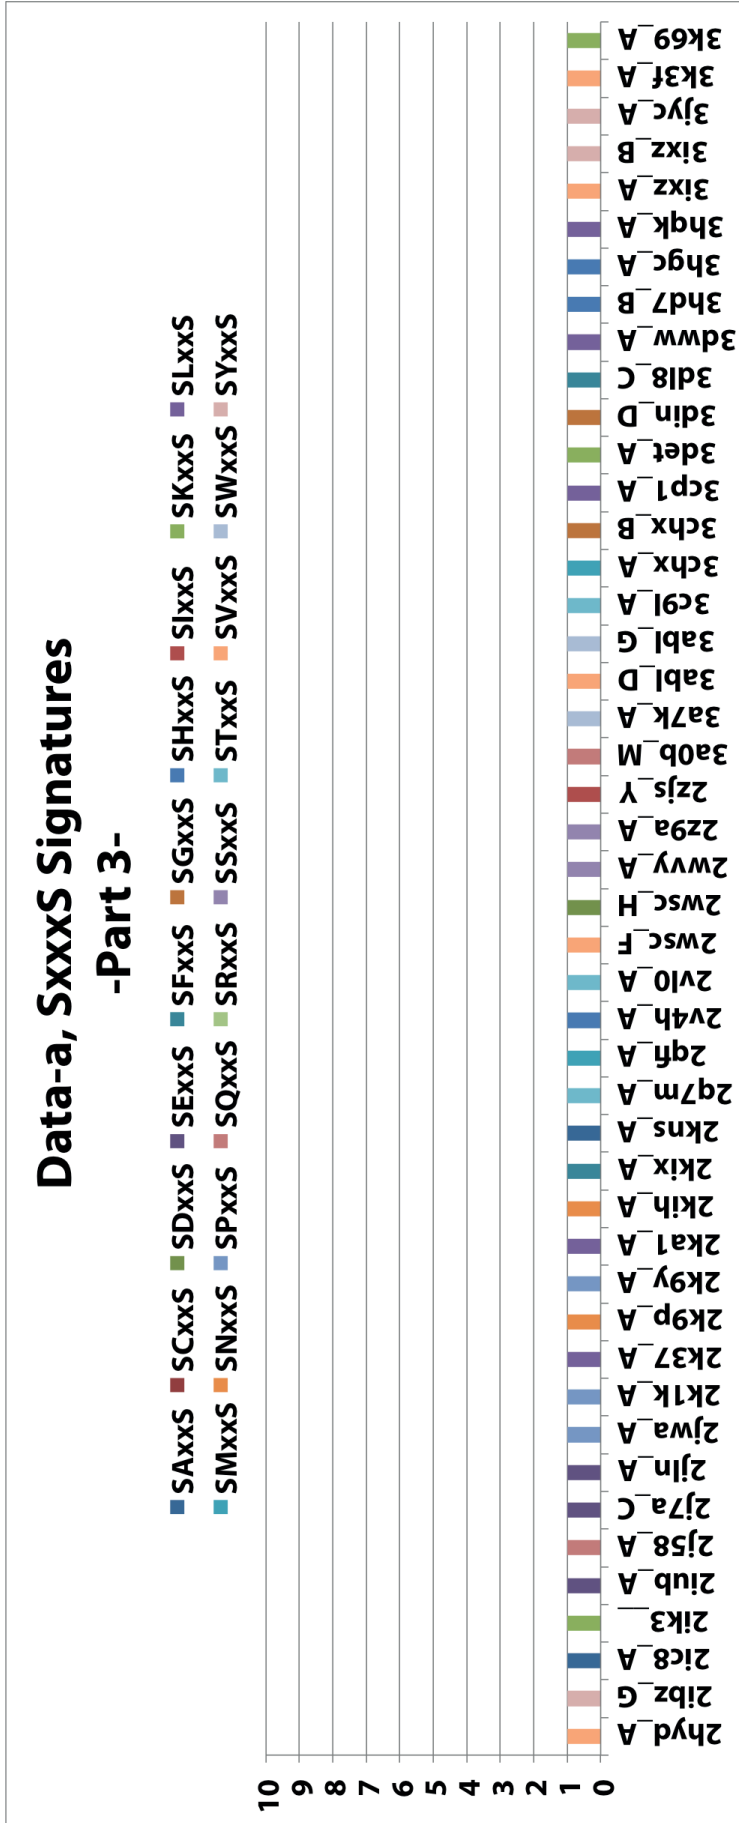 Data-a, SxxxS Signatures
-Part 3-
SAxxS SCxxS SDxxS SExxS SFxxS SGxxS SHxxS SIxxS SKxxS SLxxS
SMxxS SNxxS SPxxS SQxxS SRxxS SSxxS STxxS SVxxS SWxxS SYxxS
10
9
8
7
6
5
4
3
2
1
0
2hyd_A
2ibz_G
2ic8_A
2ik3__
2iub_A
2j58_A
2j7a_C
2jln_A
2jwa_A
2k1k_A
2k37_A
2k9p_A
2k9y_A
2ka1_A
2kih_A
2kix_A
2kns_A
2q7m_A
2qfi_A
2v4h_A
2vl0_A
2wsc_F
2wsc_H
2wvy_A
2z9a_A
2zjs_Y
3a0b_M
3a7k_A
3abl_D
3abl_G
3c9l_A
3chx_A
3chx_B
3cp1_A
3det_A
3din_D
3dl8_C
3dww_A
3hd7_B
3hgc_A
3hqk_A
3ixz_A
3ixz_B
3jyc_A
3k3f_A
3k69_A